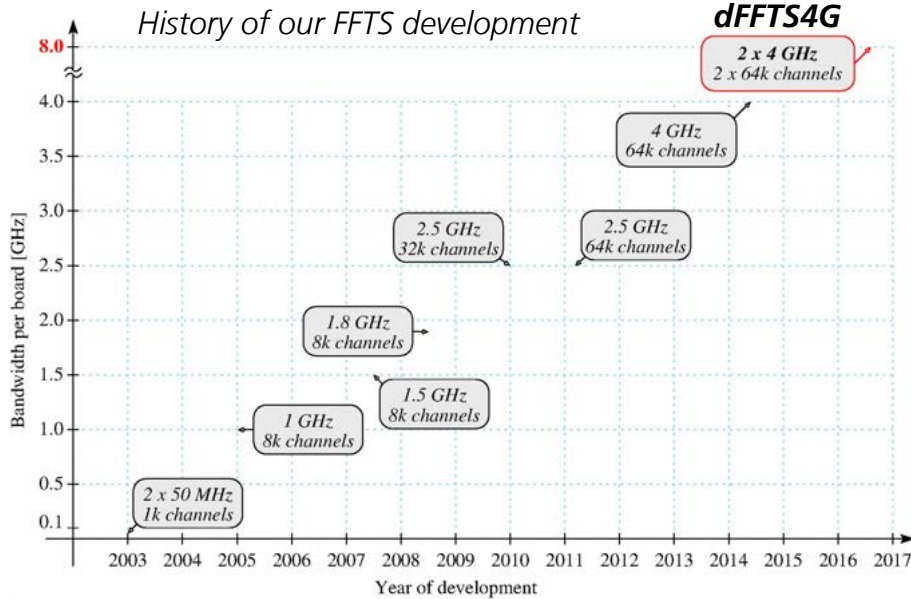 History of our FFTS development
dFFTS4G
8.0
2 x 4 GHz
2 x 64k channels
4.0
4 GHz
64k channels
3.5
3.0
2.5 GHz
32k channels
2.5 GHz
64k channels
2.5
Bandwidth per board [GHz]
2.0
1.8 GHz
8k channels
1.5
1.5 GHz
8k channels
1.0
1 GHz
8k channels
0.5
2 x 50 MHz
1k channels
0.1
2003 2004 2005 2006 2007 2008 2009 2010 2011 2012 2013 2014 2015 2016 2017
Year of development